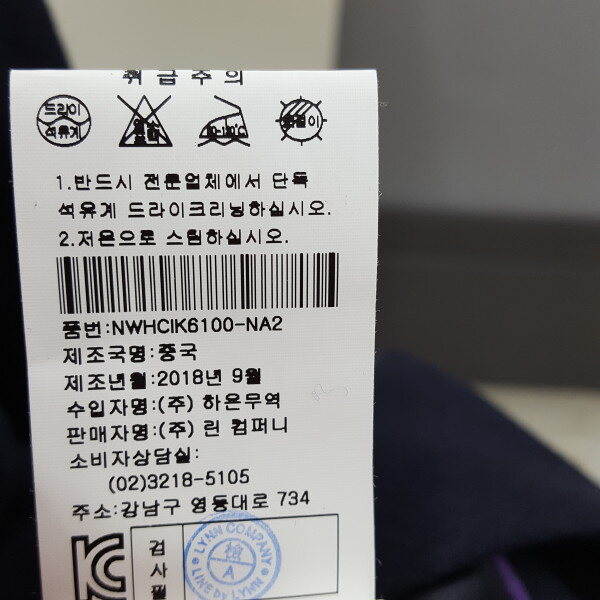 취급주의
드라이
석유계
1.반드시 전문업체에서 단독
석유계 드라이크리닝하십시오.
2.저온으로 스팀하십시오.
품번:NWHCIK6100-NA2
제조국명:중국
제조년월:2018년 9월
수입자명:(주) 하은무역
판매자명:(주) 린 컴퍼니
소비자상담실:
(02)3218-5105
주소:강남구 영동대로 734
검
사
필
LYNN COMPANY
檢
A